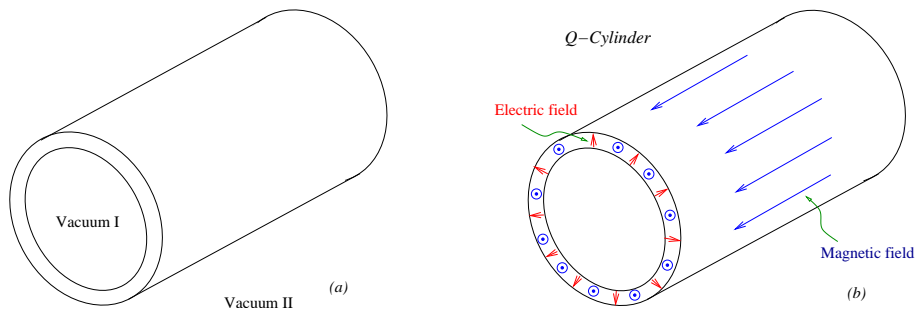 Vacuum I
Vacuum II
(a)
Q−Cylinder
Electric field
Magnetic field
(b)